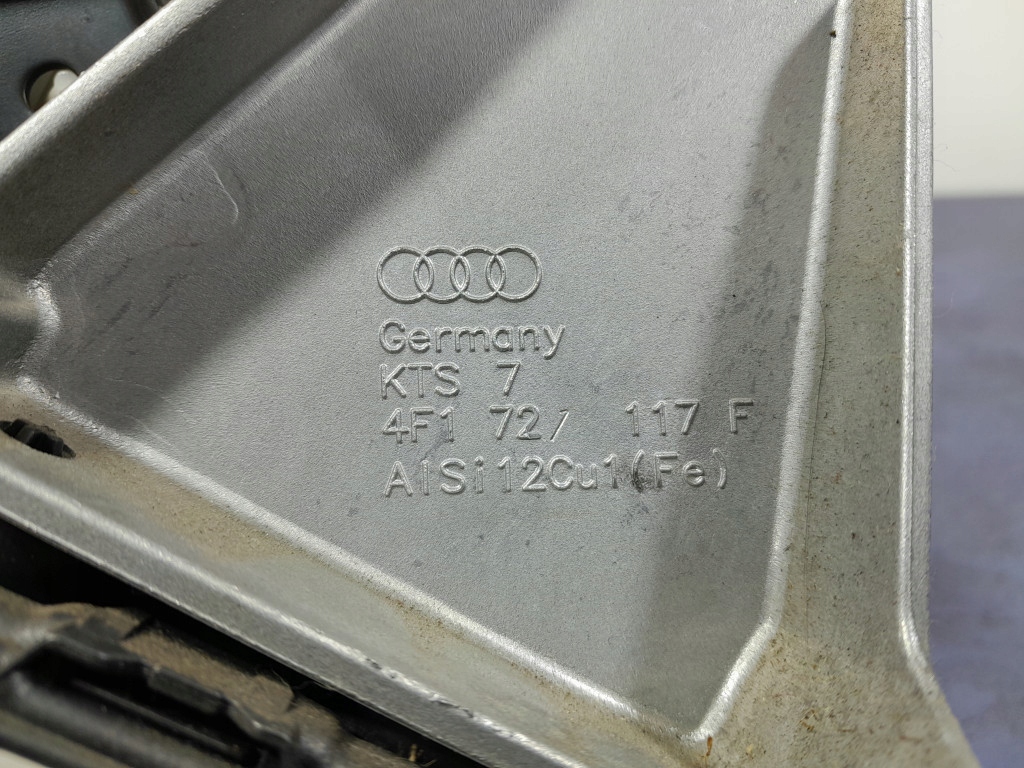 Germany
KTS 7
4F1 72/ 117 F
AlSi12Cu1(Fe)